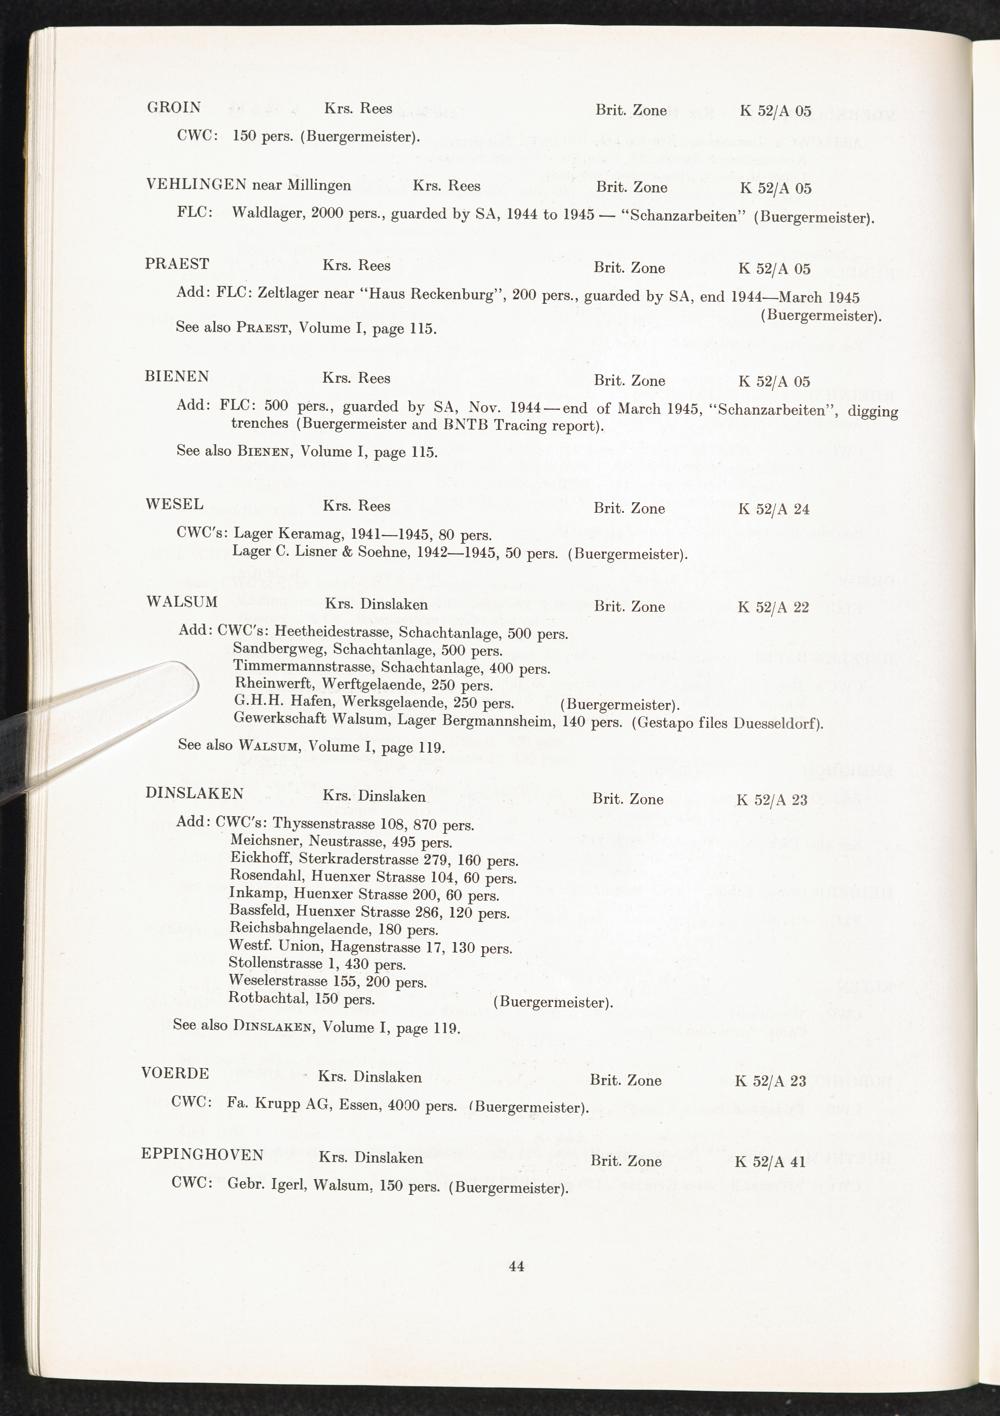 GROIN Krs. Rees Brit. Zone K 52/A 05
CWC: 150 pers. (Buergermeister).
VEHLINGEN near Millingen Krs. Rees Brit. Zone K 52/A 05
FLC: Waldlager, 2000 pers., guarded by SA, 1944 to 1945 — “Schanzarbeiten” (Buergermeister).
PRAEST Krs. Rees Brit. Zone K 52/A 05
Add: FLC: Zeltlager near “Haus Reckenburg”, 200 pers., guarded by SA, end 1944—March 1945
(Buergermeister).
See also PRAEST, Volume I, page 115.
BIENEN Krs. Rees Brit. Zone K 52/A 05
Add: FLC: 500 pers., guarded by SA, Nov. 1944—end of March 1945, “Schanzarbeiten”, digging
trenches (Buergermeister and BNTB Tracing report).
See also BIENEN, Volume I, page 115.
WESEL Krs. Rees Brit. Zone K 52/A 24
CWC's: Lager Keramag, 1941—1945, 80 pers.
Lager C. Lisner & Soehne, 1942—1945, 50 pers. (Buergermeister).
WALSUM Krs. Dinslaken Brit. Zone K 52/A 22
Add: CWC's: Heetheidestrasse, Schachtanlage, 500 pers.
Sandbergweg, Schachtanlage, 500 pers.
Timmermannstrasse, Schachtanlage, 400 pers.
Rheinwerft, Werftgelaende, 250 pers.
G.H.H. Hafen, Werksgelaende, 250 pers. (Buergermeister).
Gewerkschaft Walsum, Lager Bergmannsheim, 140 pers. (Gestapo files Duesseldorf).
See also WALSUM, Volume I, page 119.
DINSLAKEN Krs. Dinslaken Brit. Zone K 52/A 23
Add: CWC's: Thyssenstrasse 108, 870 pers.
Meichsner, Neustrasse, 495 pers.
Eickhoff, Sterkraderstrasse 279, 160 pers.
Rosendahl, Huenxer Strasse 104, 60 pers.
Inkamp, Huenxer Strasse 200, 60 pers.
Bassfeld, Huenxer Strasse 286, 120 pers.
Reichsbahngelaende, 180 pers.
Westf. Union, Hagenstrasse 17, 130 pers.
Stollenstrasse 1, 430 pers.
Weselerstrasse 155, 200 pers.
Rotbachtal, 150 pers. (Buergermeister).
See also DINSLAKEN, Volume I, page 119.
VOERDE Krs. Dinslaken Brit. Zone K 52/A 23
CWC: Fa. Krupp AG, Essen, 4000 pers. (Buergermeister).
EPPINGHOVEN Krs. Dinslaken Brit. Zone K 52/A 41
CWC: Gebr. Igerl, Walsum, 150 pers. (Buergermeister).
44